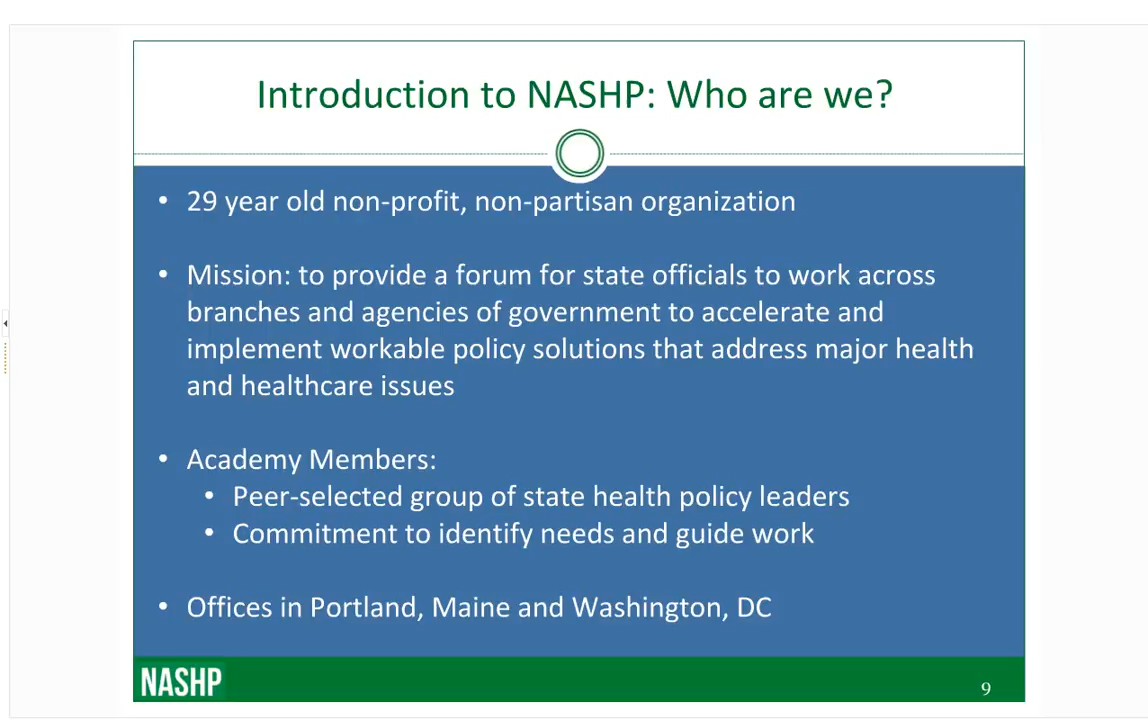 Introduction to NASHP: Who are we?
• 29 year old non-profit, non-partisan organization
• Mission: to provide a forum for state officials to work across
branches and agencies of government to accelerate and
implement workable policy solutions that address major health
and healthcare issues
• Academy Members:
• Peer-selected group of state health policy leaders
• Commitment to identify needs and guide work
• Offices in Portland, Maine and Washington, DC
NASHP
9